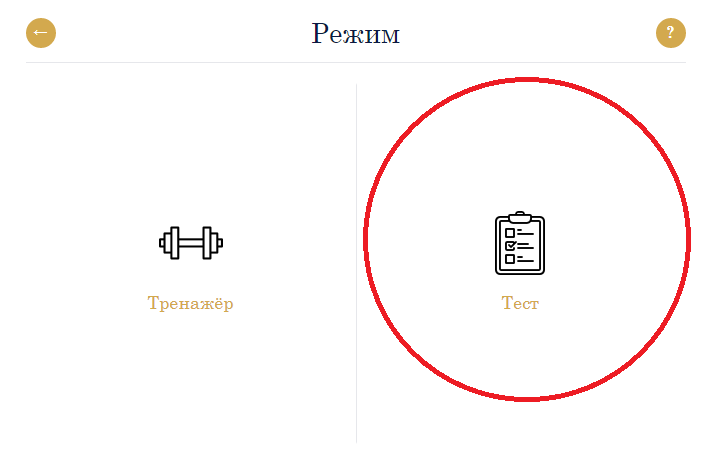 ←
Режим
?
Тренажёр
Тест